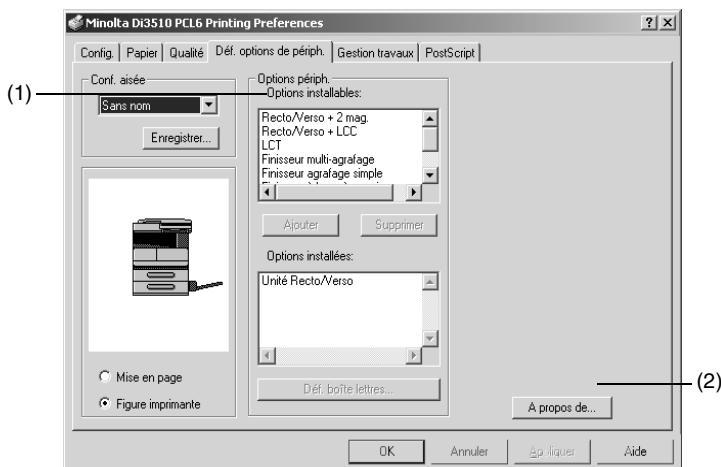 Minolta Di3510 PCL6 Printing Preferences
Config. Papier Qualité Déf. options de périph. Gestion travaux PostScript
Conf. aisée
Sans nom
Enregistrer...
Mise en page
Figure imprimante
Options périph.
(1)
Options installables:
Recto/Verso + 2 mag.
Recto/Verso + LCC
LCT
Finisseur multi-agrafage
Finisseur agrafage simple
Ajouter Supprimer
Options installées:
Unité Recto/Verso
Déf. boîte lettres...
(2)
A propos de...
OK Annuler Appliquer Aide